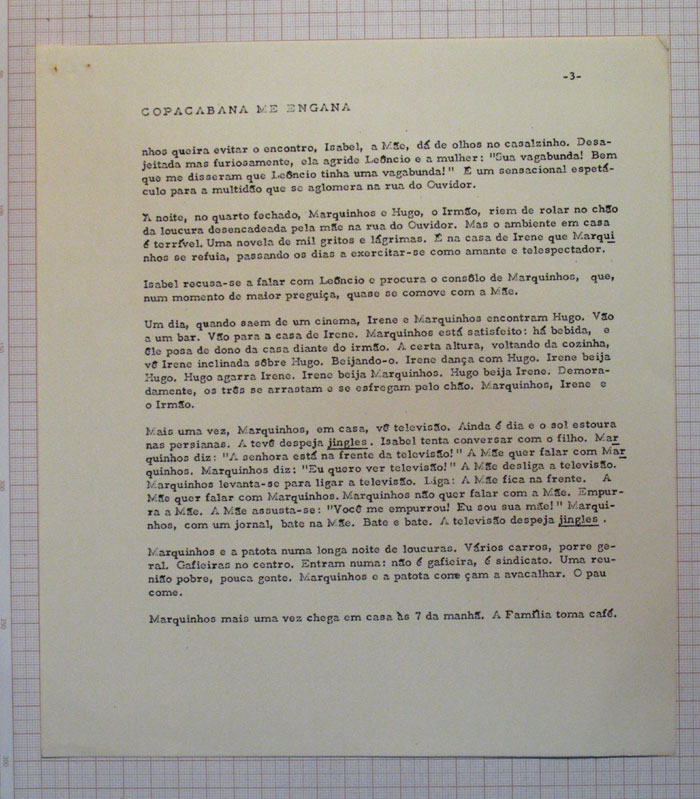 -3-
COPACABANA ME ENGANA
nhos queira evitar o encontro, Isabel, a Mãe, dá de olhos no casalzinho. Desa-
jeitada mas furiosamente, ela agride Leôncio e a mulher: "Sua vagabunda! Bem
que me disseram que Leôncio tinha uma vagabunda!" É um sensacional espetá-
culo para a multidão que se aglomera na rua do Ouvidor.
À noite, no quarto fechado, Marquinhos e Hugo, o Irmão, riem de rolar no chão
da loucura desencadeada pela mãe na rua do Ouvidor. Mas o ambiente em casa
é terrível. Uma novela de mil gritos e lágrimas. É na casa de Irene que Marqui
nhos se refuia, passando os dias a exercitar-se como amante e telespectador.
Isabel recusa-se a falar com Leôncio e procura o consôlo de Marquinhos, que,
num momento de maior preguiça, quase se comove com a Mãe.
Um dia, quando saem de um cinema, Irene e Marquinhos encontram Hugo. Vão
a um bar. Vão para a casa de Irene. Marquinhos está satisfeito: há bebida, e
êle posa de dono da casa diante do irmão. A certa altura, voltando da cozinha,
vê Irene inclinada sôbre Hugo. Beijando-o. Irene dança com Hugo. Irene beija
Hugo. Hugo agarra Irene. Irene beija Marquinhos. Hugo beija Irene. Demora-
damente, os três se arrastam e se esfregam pelo chão. Marquinhos, Irene e
o Irmão.
Mais uma vez, Marquinhos, em casa, vê televisão. Ainda é dia e o sol estoura
nas persianas. A tevê despeja jingles. Isabel tenta conversar com o filho. Mar
quinhos diz: "A senhora está na frente da televisão!" A Mãe quer falar com Mar
quinhos. Marquinhos diz: "Eu quero ver televisão!" A Mãe desliga a televisão.
Marquinhos levanta-se para ligar a televisão. Liga: A Mãe fica na frente. A
Mãe quer falar com Marquinhos. Marquinhos não quer falar com a Mãe. Empur-
ra a Mãe. A Mãe assusta-se: "Você me empurrou! Eu sou sua mãe!" Marqui-
nhos, com um jornal, bate na Mãe. Bate e bate. A televisão despeja jingles.
Marquinhos e a patota numa longa noite de loucuras. Vários carros, porre ge-
ral. Gafieiras no centro. Entram numa: não é gafieira, é sindicato. Uma reu-
nião pobre, pouca gente. Marquinhos e a patota come çam a avacalhar. O pau
come.
Marquinhos mais uma vez chega em casa às 7 da manhã. A Família toma café.